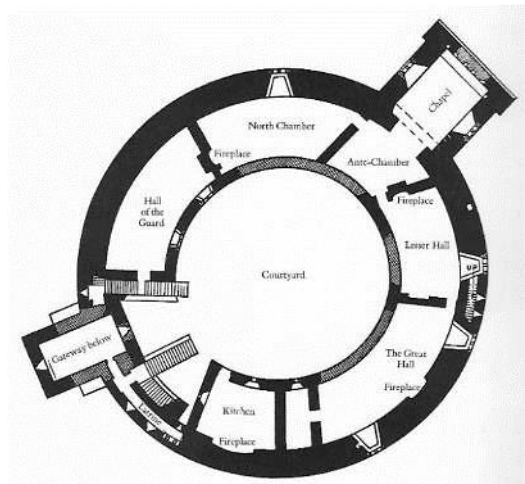 Chapel
North Chamber
Fireplace
Ante-Chamber
Fireplace
Hall
of the
Guard
Lesser Hall
UP
Courtyard
Gateway below
The Great
Hall
Fireplace
Latrine
Kitchen
Fireplace